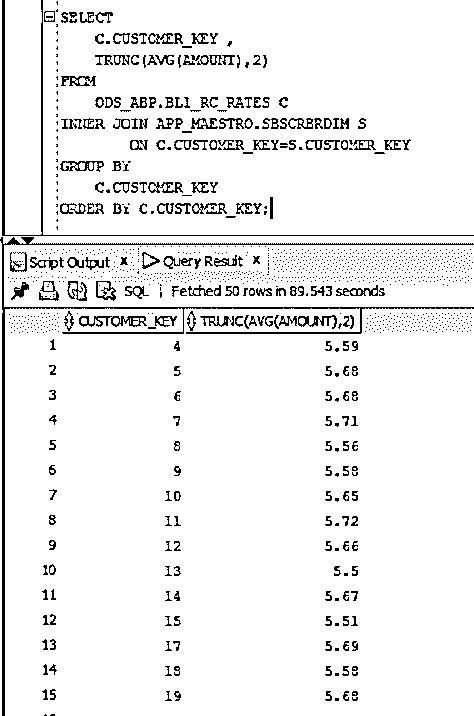 SELECT
C.CUSTOMER_KEY ,
TRUNC(AVG(AMOUNT),2)
FROM
ODS_ABP.BL1_RC_RATES C
INNER JOIN APP_MAESTRO.SBSCRBRDIM S
ON C.CUSTOMER_KEY=S.CUSTOMER_KEY
GROUP BY
C.CUSTOMER_KEY
ORDER BY C.CUSTOMER_KEY;
Script Output x Query Result x
SQL | Fetched 50 rows in 89.543 seconds
CUSTOMER_KEY TRUNC(AVG(AMOUNT),2)
1 4 5.59
2 5 5.68
3 6 5.68
4 7 5.71
5 8 5.56
6 9 5.58
7 10 5.65
8 11 5.72
9 12 5.66
10 13 5.5
11 14 5.67
12 15 5.51
13 17 5.69
14 18 5.58
15 19 5.68